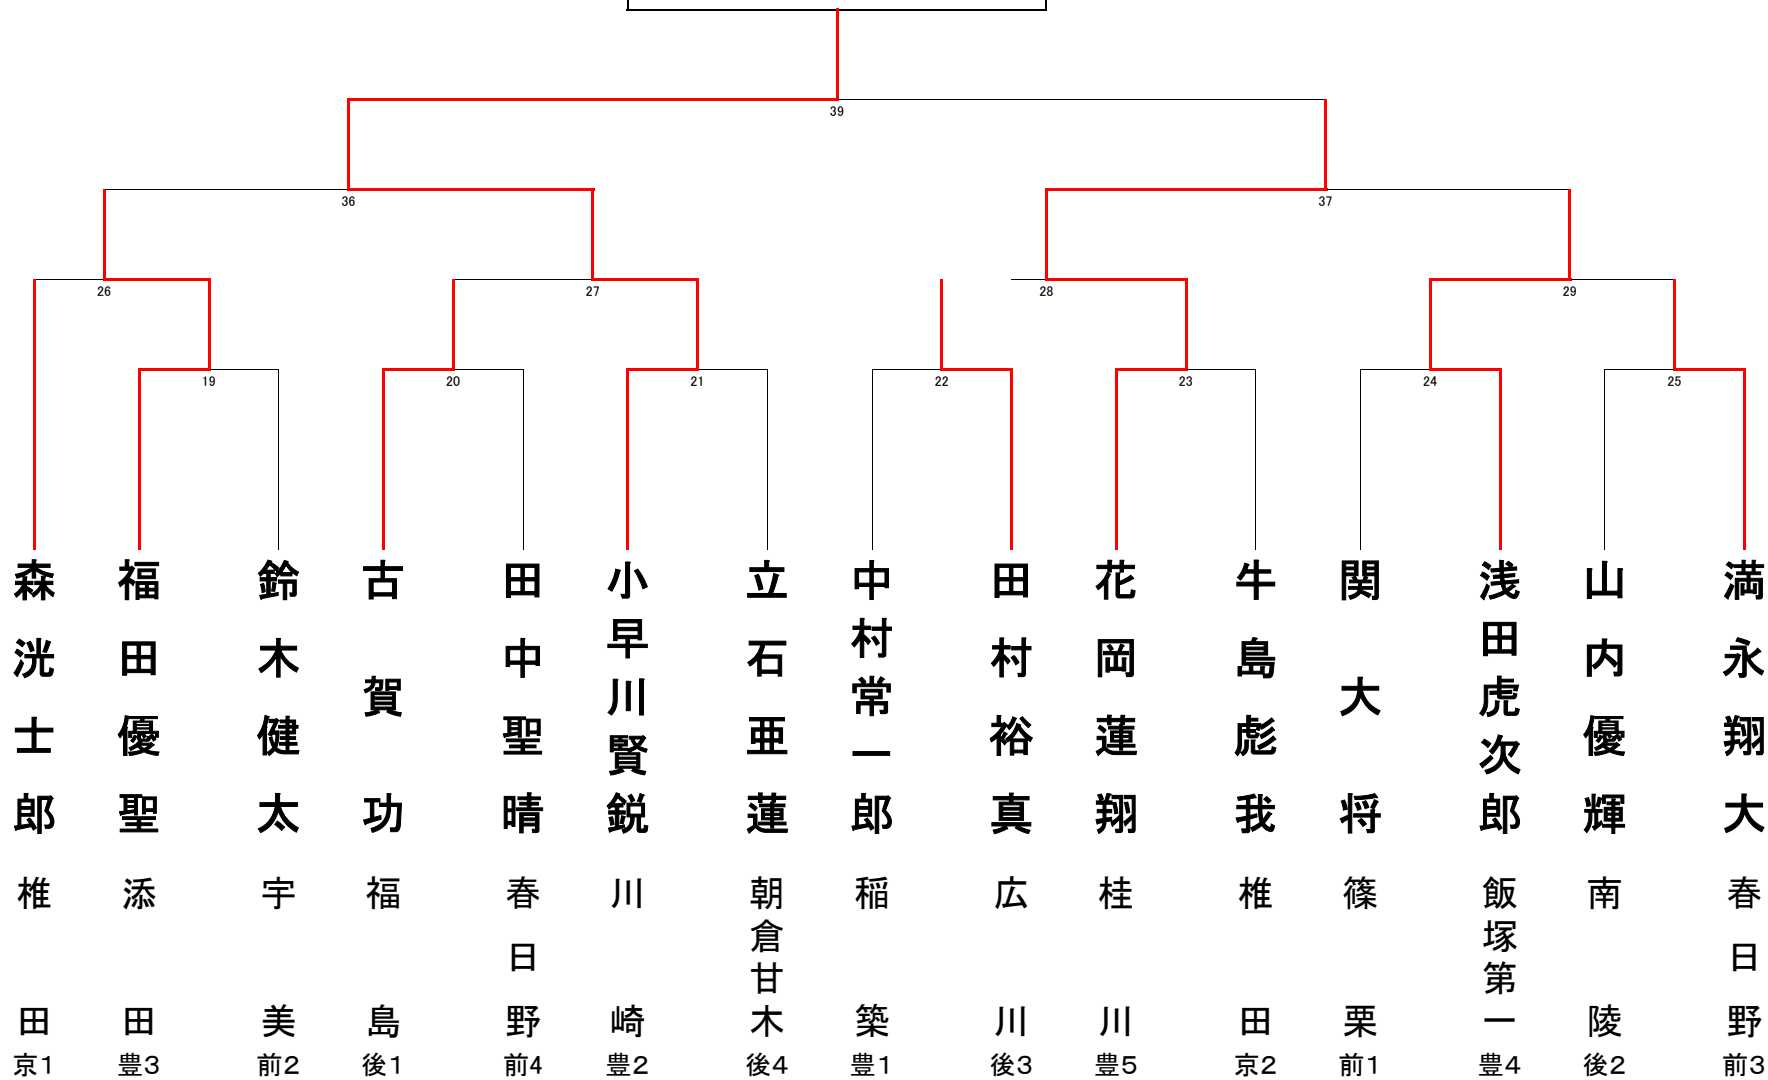 39
36
37
26
27
28
29
19
20
21
22
23
24
25
森洸士郎
福田優聖
鈴木健太
古賀功
田中聖晴
小早川賢鋭
立石亜蓮
中村常一郎
田村裕真
花岡蓮翔
牛島彪我
関大将
浅田虎次郎
山内優輝
満永翔大
椎田
添田
宇美
福島
春日野
川崎
朝倉甘木
稲築
広川
桂川
椎田
篠栗
飯塚第一
南陵
春日野
京1
豊3
前2
後1
前4
豊2
後4
豊1
後3
豊5
京2
前1
豊4
後2
前3